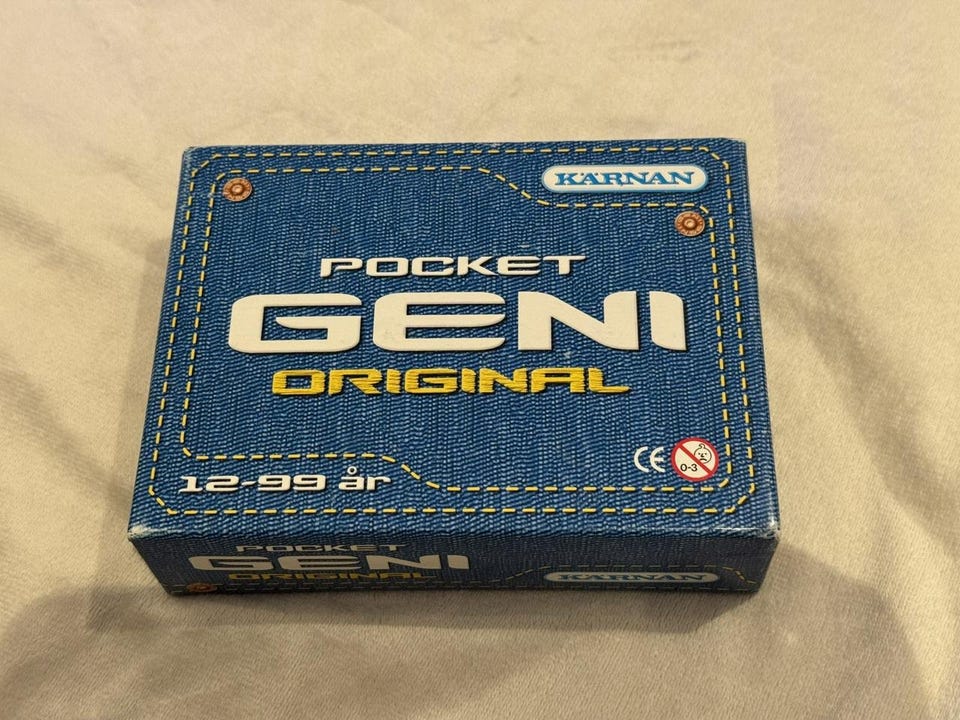 KÄRNAN
POCKET
GENI
ORIGINAL
CE
0-3
12-99 år
POCKET
GENI
ORIGINAL
KÄRNAN